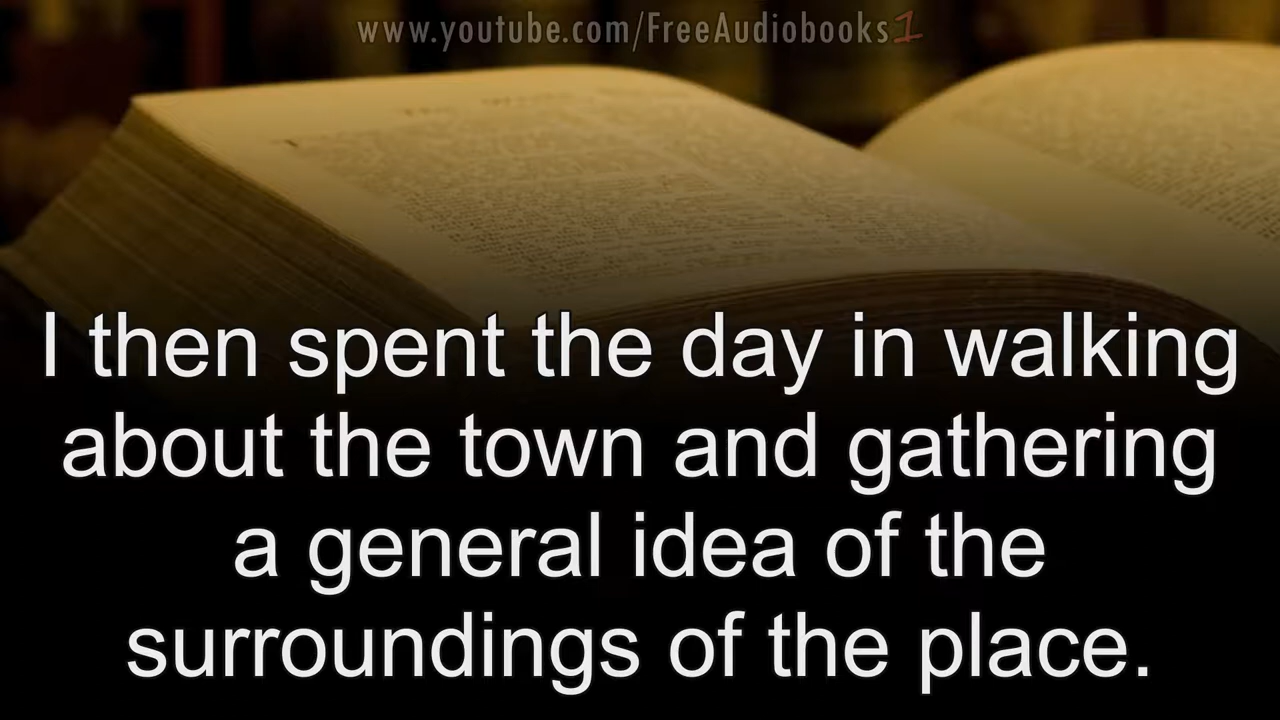 www.youtube.com/FreeAudiobooks1
I then spent the day in walking
about the town and gathering
a general idea of the
surroundings of the place.